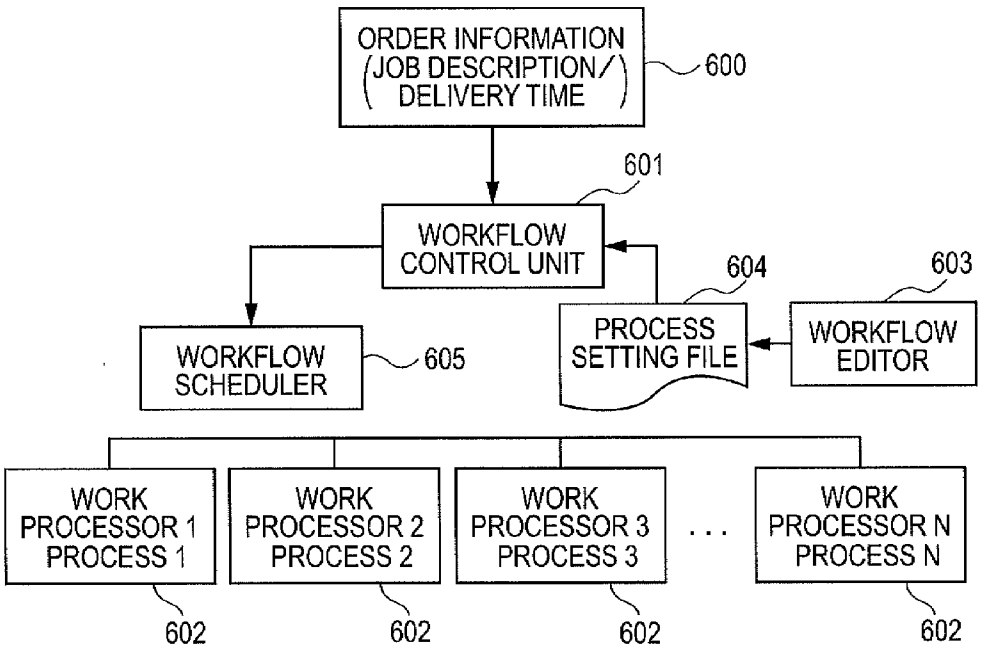 ORDER INFORMATION
(JOB DESCRIPTION/
DELIVERY TIME)
600
601
WORKFLOW
CONTROL UNIT
604
603
PROCESS
SETTING FILE
WORKFLOW
EDITOR
WORKFLOW
SCHEDULER
605
WORK
PROCESSOR 1
PROCESS 1
WORK
PROCESSOR 2
PROCESS 2
WORK
PROCESSOR 3
PROCESS 3
...
WORK
PROCESSOR N
PROCESS N
602
602
602
602